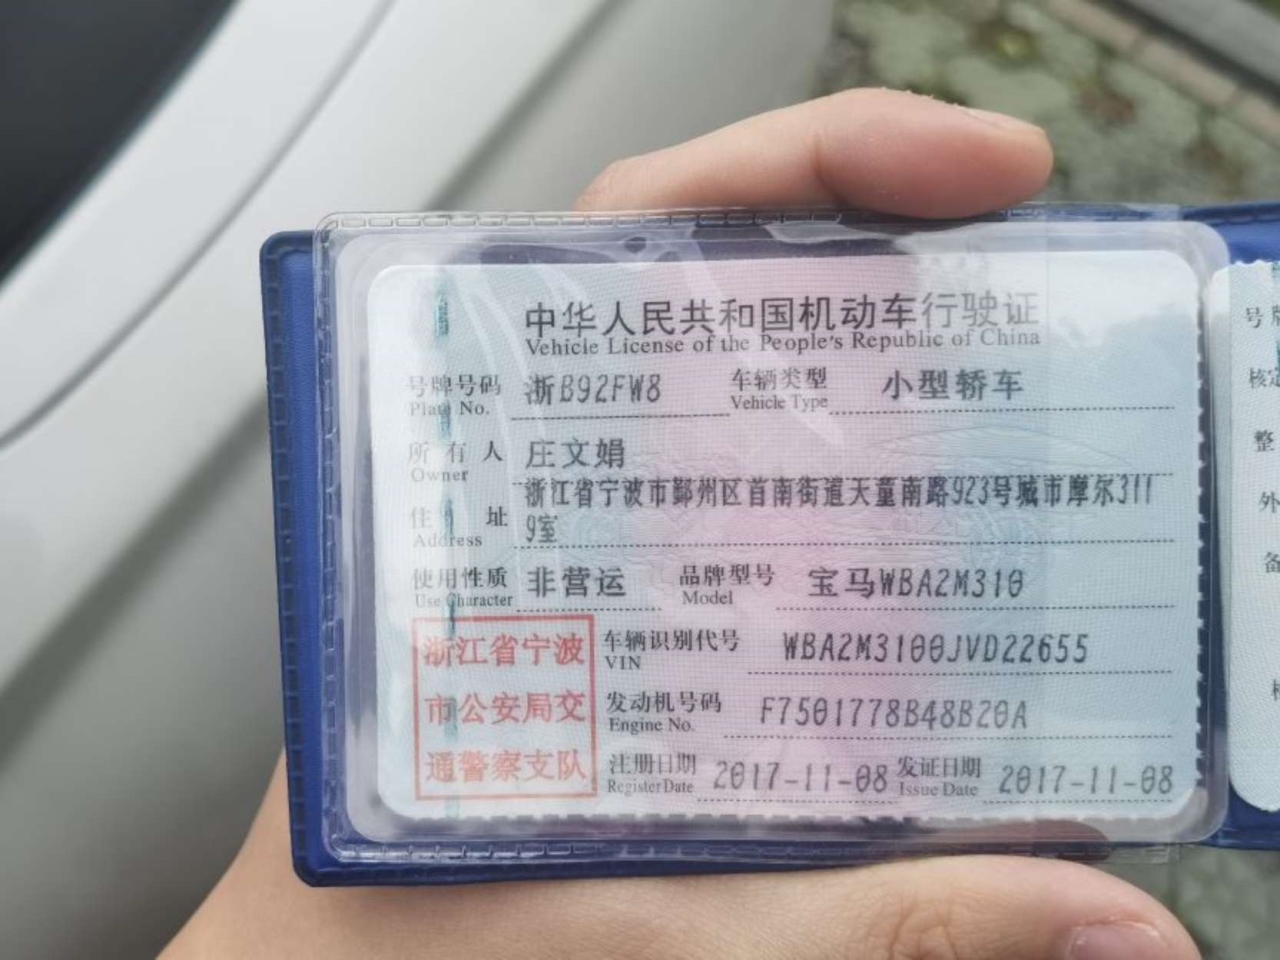 中华人民共和国机动车行驶证
Vehicle License of the People's Republic of China
号牌号码 浙B92FW8 车辆类型 小型轿车
Plate No. Vehicle Type
所有人 庄文娟
Owner
浙江省宁波市鄞州区首南街道天童南路923号城市摩尔311
住址 9室
Address
使用性质 非营运 品牌型号 宝马WBA2M310
Use Character Model
浙江省宁波 车辆识别代号 WBA2M3100JVD22655
VIN
市公安局交 发动机号码 F7501778B48B20A
Engine No.
通警察支队 注册日期 2017-11-08 发证日期 2017-11-08
Register Date Issue Date
号
核定
整
外
备